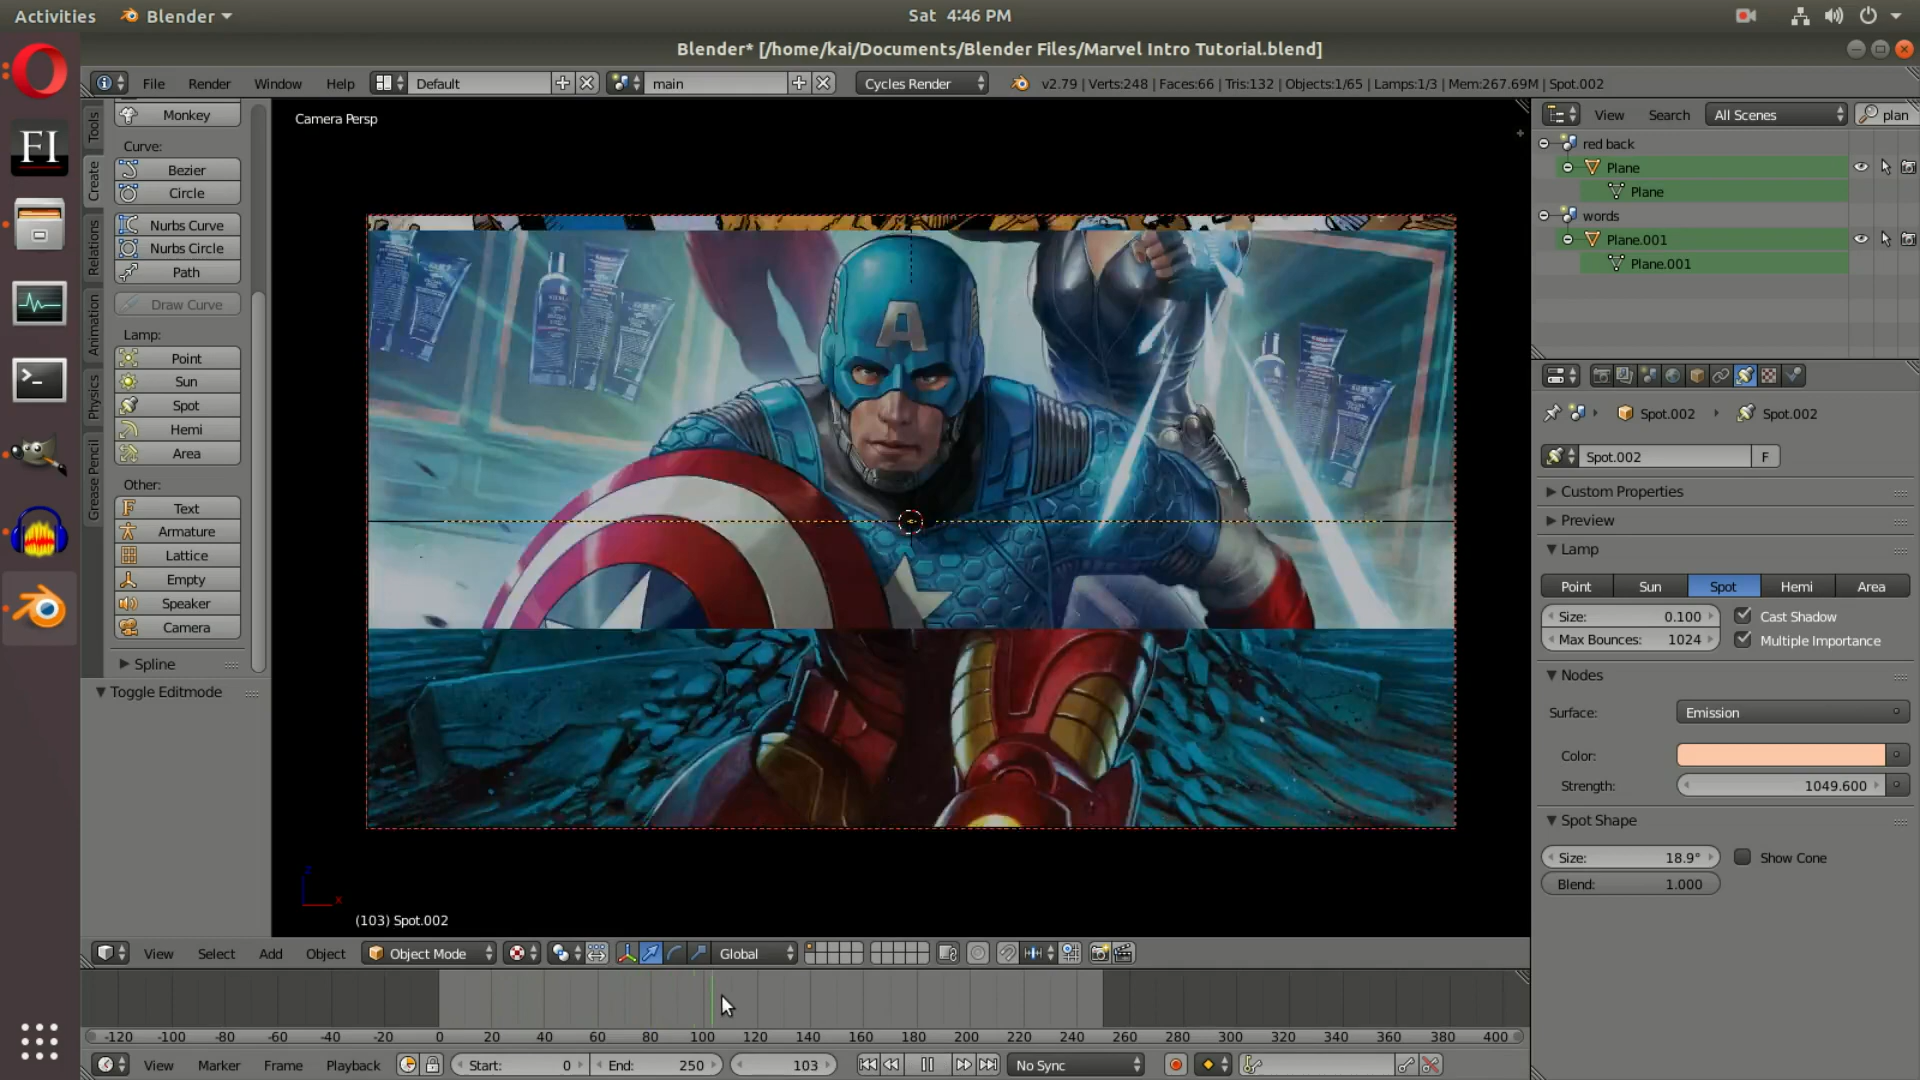 Activities Blender Sat 4:46 PM
Blender* [/home/kai/Documents/Blender Files/Marvel Intro Tutorial.blend]
File Render Window Help Default main Cycles Render v2.79 | Verts:248 | Faces:66 | Tris:132 | Objects:1/65 | Lamps:1/3 | Mem:267.69M | Spot.002
FI
Tools
Create
Relations
Animation
Physics
Grease Pencil
Monkey
Curve:
Bezier
Circle
Nurbs Curve
Nurbs Circle
Path
Draw Curve
Lamp:
Point
Sun
Spot
Hemi
Area
Other:
Text
Armature
Lattice
Empty
Speaker
Camera
Spline
Toggle Editmode
Camera Persp
A
z
x
(103) Spot.002
View Search All Scenes plan
red back
Plane
Plane
words
Plane.001
Plane.001
Spot.002 Spot.002
Spot.002 F
Custom Properties
Preview
Lamp
Point Sun Spot Hemi Area
Size: 0.100 Cast Shadow
Max Bounces: 1024 Multiple Importance
Nodes
Surface: Emission
Color:
Strength: 1049.600
Spot Shape
Size: 18.9° Show Cone
Blend: 1.000
View Select Add Object Object Mode Global
-120 -100 -80 -60 -40 -20 0 20 40 60 80 100 120 140 160 180 200 220 240 260 280 300 320 340 360 380 400
View Marker Frame Playback Start: 0 End: 250 103 No Sync